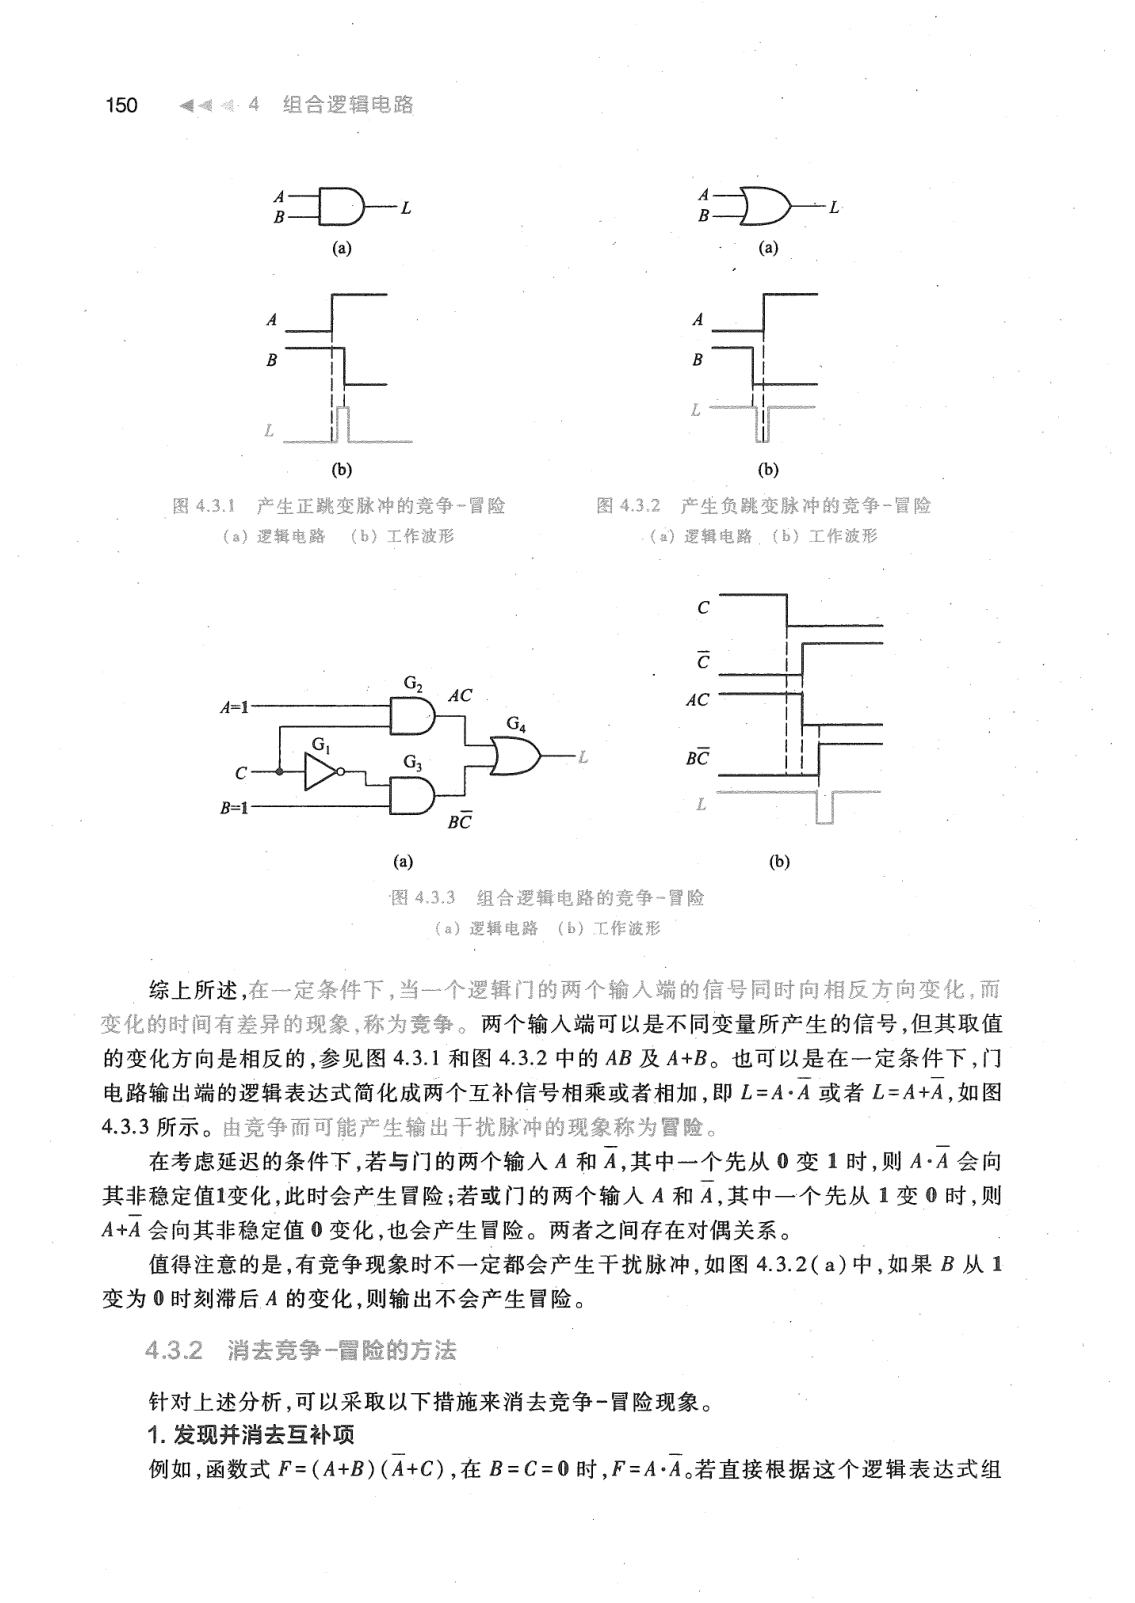 150 4 组合逻辑电路
A
B
L
(a)
A
B
L
(b)
图 4.3.1 产生正跳变脉冲的竞争-冒险
(a) 逻辑电路 (b) 工作波形
A
B
L
(a)
A
B
L
(b)
图 4.3.2 产生负跳变脉冲的竞争-冒险
(a) 逻辑电路 (b) 工作波形
G₂
AC
A=1
G₄
G₁
L
C
G₃
B=1
BC̅
(a)
C
C̅
AC
BC̅
L
(b)
图 4.3.3 组合逻辑电路的竞争-冒险
(a) 逻辑电路 (b) 工作波形
综上所述,在一定条件下,当一个逻辑门的两个输入端的信号同时向相反方向变化,而
变化的时间有差异的现象,称为竞争。两个输入端可以是不同变量所产生的信号,但其取值
的变化方向是相反的,参见图 4.3.1 和图 4.3.2 中的 AB 及 A+B。也可以是在一定条件下,门
电路输出端的逻辑表达式简化成两个互补信号相乘或者相加,即 L=A·A̅ 或者 L=A+A̅,如图
4.3.3 所示。由竞争而可能产生输出干扰脉冲的现象称为冒险。
在考虑延迟的条件下,若与门的两个输入 A 和 A̅,其中一个先从 0 变 1 时,则 A·A̅ 会向
其非稳定值1变化,此时会产生冒险;若或门的两个输入 A 和 A̅,其中一个先从 1 变 0 时,则
A+A̅ 会向其非稳定值 0 变化,也会产生冒险。两者之间存在对偶关系。
值得注意的是,有竞争现象时不一定都会产生干扰脉冲,如图 4.3.2(a)中,如果 B 从 1
变为 0 时刻滞后 A 的变化,则输出不会产生冒险。
4.3.2 消去竞争-冒险的方法
针对上述分析,可以采取以下措施来消去竞争-冒险现象。
1. 发现并消去互补项
例如,函数式 F=(A+B)(A̅+C),在 B=C=0 时,F=A·A̅。若直接根据这个逻辑表达式组